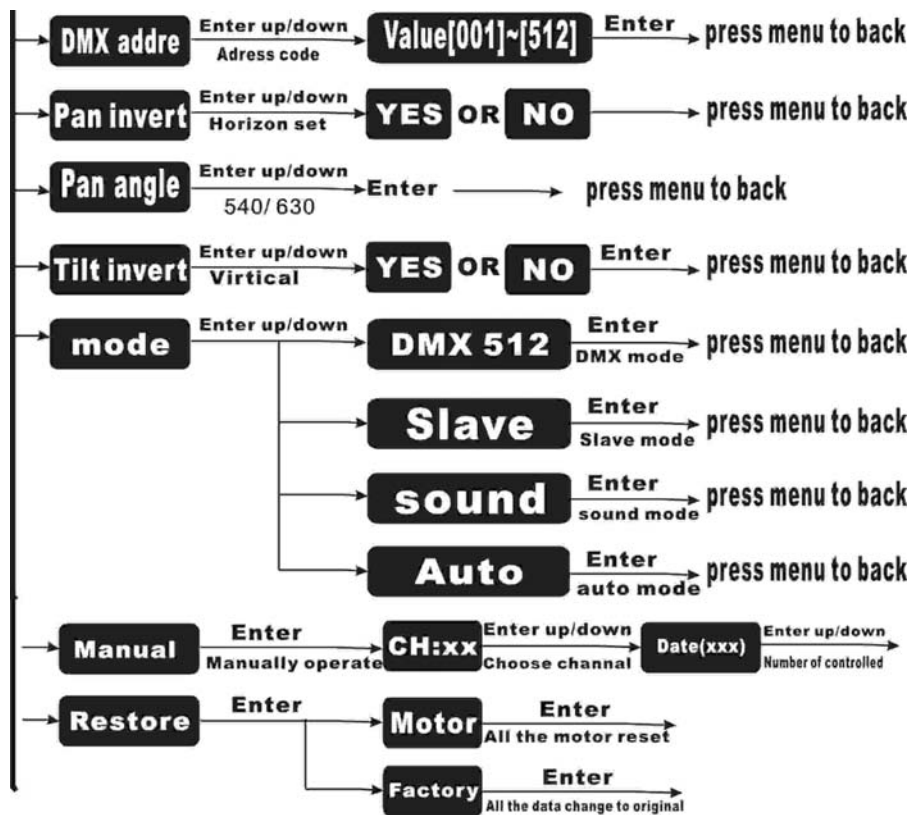 DMX addre Enter up/down Adress code Value[001]~[512] Enter press menu to back
Pan invert Enter up/down Horizon set YES OR NO press menu to back
Pan angle Enter up/down 540/ 630 Enter press menu to back
Tilt invert Enter up/down Virtical YES OR NO Enter press menu to back
mode Enter up/down DMX 512 Enter DMX mode press menu to back
Slave Enter Slave mode press menu to back
sound Enter sound mode press menu to back
Auto Enter auto mode press menu to back
Manual Enter Manually operate CH:xx Enter up/down Choose channal Date(xxx) Enter up/down Number of controlled
Restore Enter Motor Enter All the motor reset
Factory Enter All the data change to original